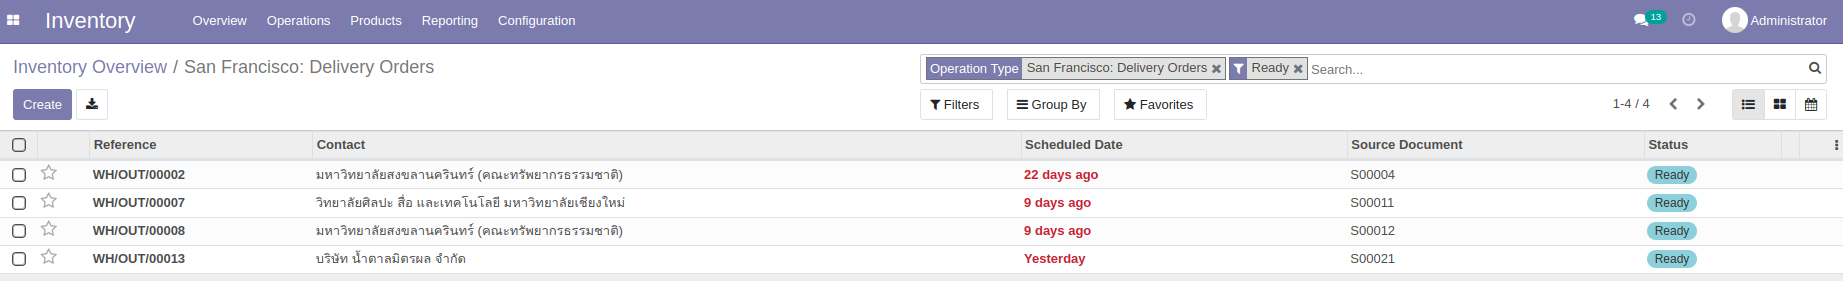 Inventory Overview Operations Products Reporting Configuration 13 Administrator
Inventory Overview / San Francisco: Delivery Orders Operation Type San Francisco: Delivery Orders Ready Search...
Create Filters Group By Favorites 1-4 / 4
Reference Contact Scheduled Date Source Document Status
WH/OUT/00002 มหาวิทยาลัยสงขลานครินทร์ (คณะทรัพยากรธรรมชาติ) 22 days ago S00004 Ready
WH/OUT/00007 วิทยาลัยศิลปะ สื่อ และเทคโนโลยี มหาวิทยาลัยเชียงใหม่ 9 days ago S00011 Ready
WH/OUT/00008 มหาวิทยาลัยสงขลานครินทร์ (คณะทรัพยากรธรรมชาติ) 9 days ago S00012 Ready
WH/OUT/00013 บริษัท น้ำตาลมิตรผล จำกัด Yesterday S00021 Ready